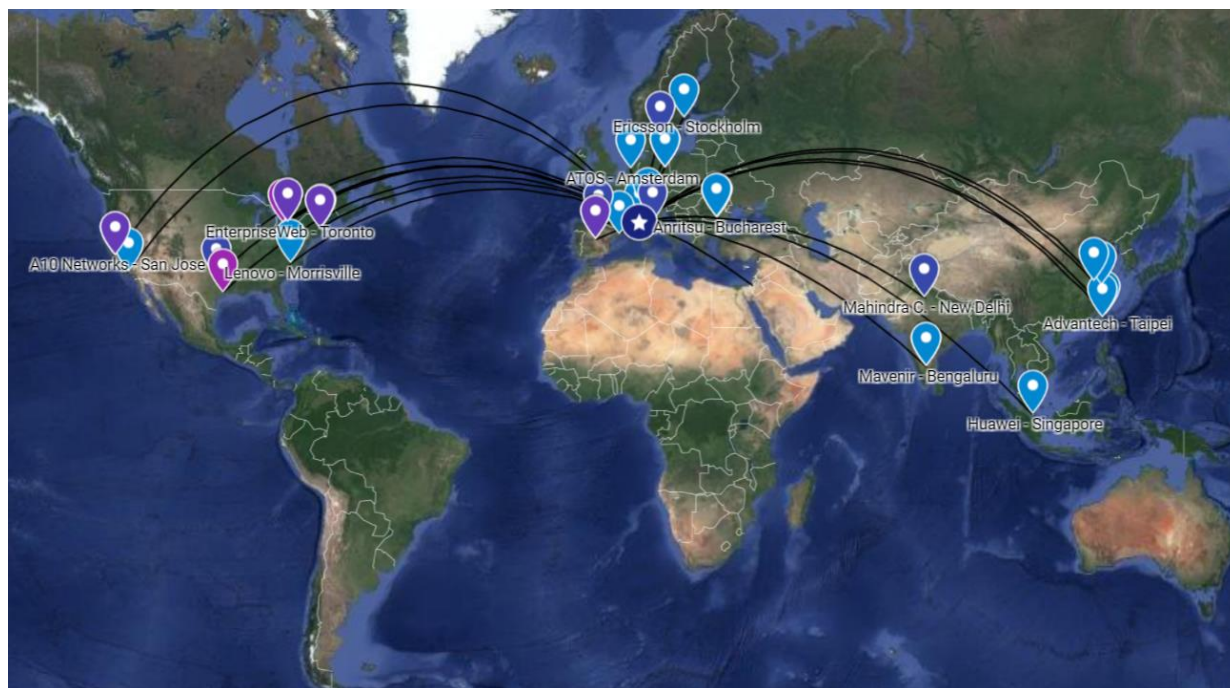 Ericsson - Stockholm
ATOS - Amsterdam
EnterpriseWeb - Toronto
Anritsu - Bucharest
A10 Networks - San Jose
Lenovo - Morrisville
Mahindra C. - New Delhi
Advantech - Taipei
Mavenir - Bengaluru
Huawei - Singapore